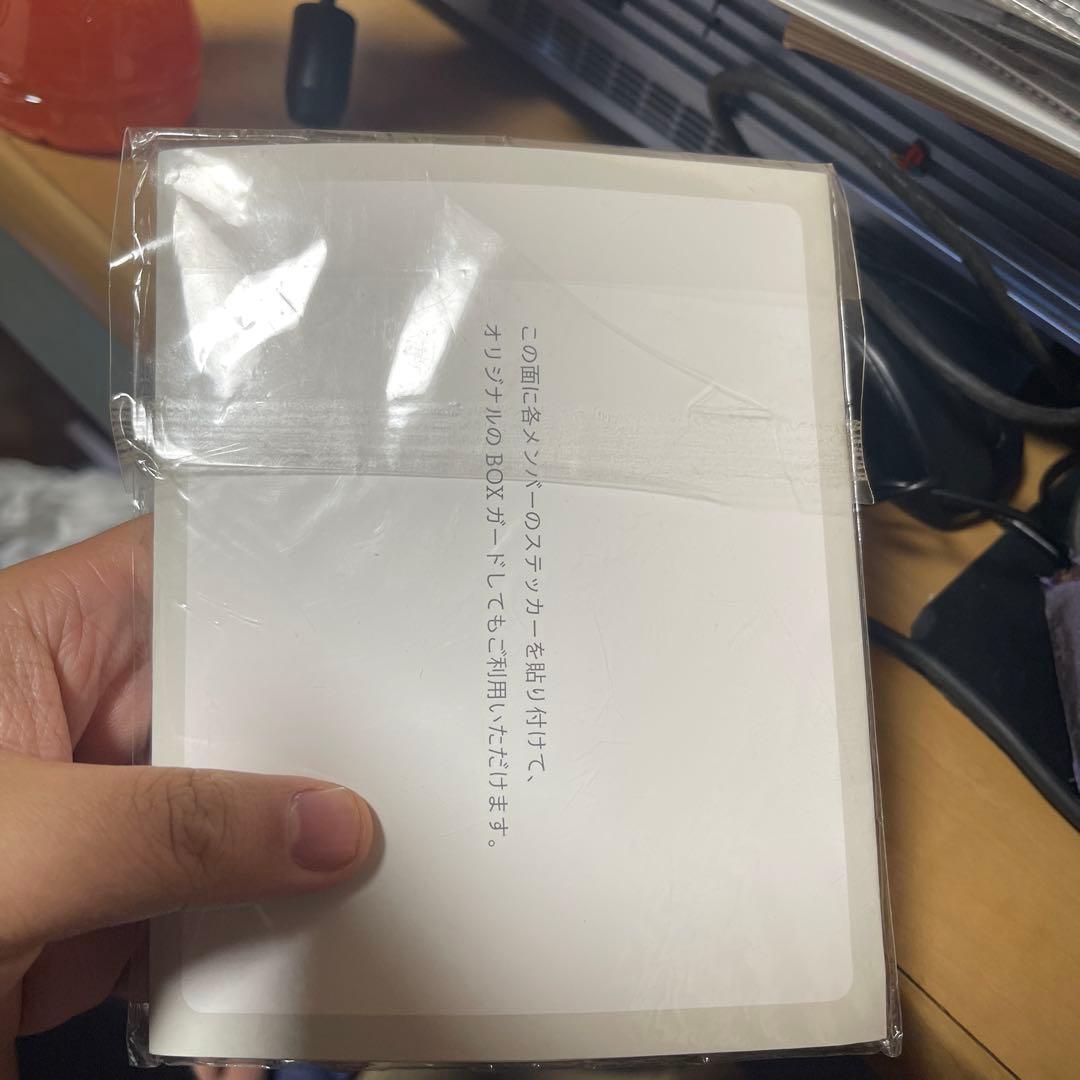 この面に各メンバーのステッカーを貼り付けて、
オリジナルのBOXガードしてもご利用いただけます。